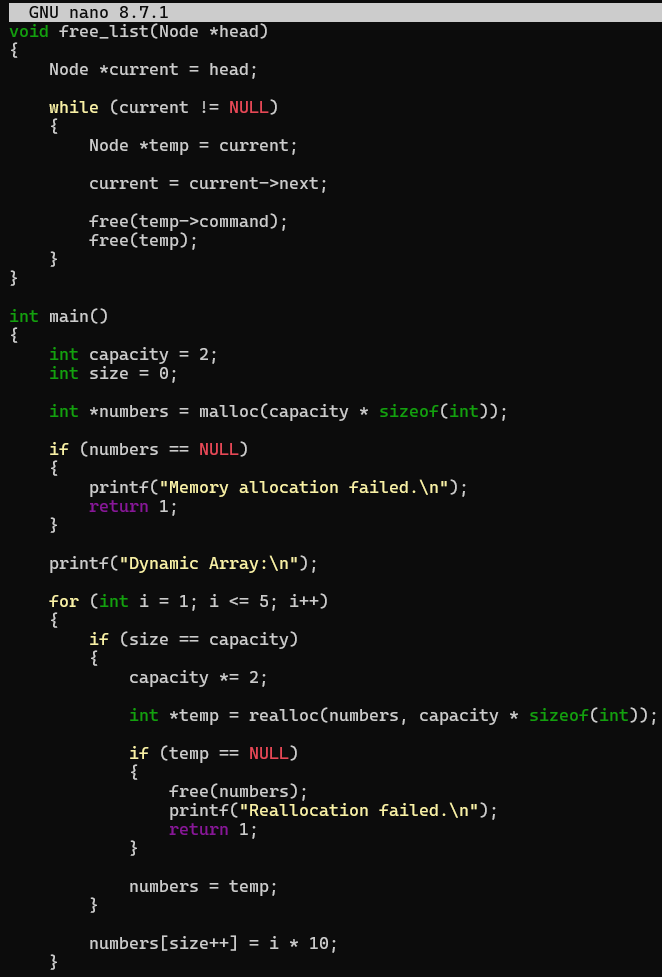 GNU nano 8.7.1
void free_list(Node *head)
{
    Node *current = head;

    while (current != NULL)
    {
        Node *temp = current;

        current = current->next;

        free(temp->command);
        free(temp);
    }
}

int main()
{
    int capacity = 2;
    int size = 0;

    int *numbers = malloc(capacity * sizeof(int));

    if (numbers == NULL)
    {
        printf("Memory allocation failed.\n");
        return 1;
    }

    printf("Dynamic Array:\n");

    for (int i = 1; i <= 5; i++)
    {
        if (size == capacity)
        {
            capacity *= 2;

            int *temp = realloc(numbers, capacity * sizeof(int));

            if (temp == NULL)
            {
                free(numbers);
                printf("Reallocation failed.\n");
                return 1;
            }

            numbers = temp;
        }

        numbers[size++] = i * 10;
    }